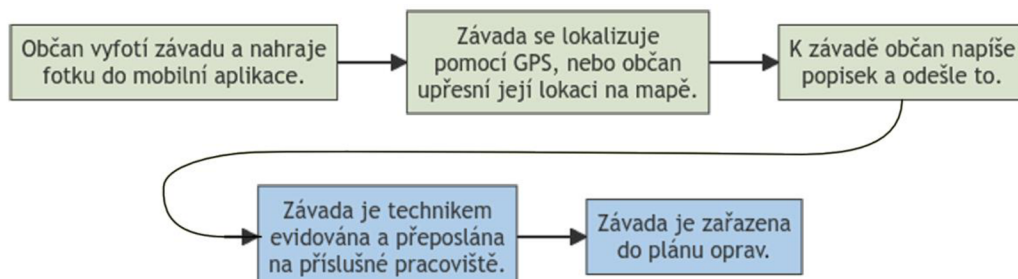 Občan vyfotí závadu a nahraje
fotku do mobilní aplikace.
Závada se lokalizuje
pomocí GPS, nebo občan
upřesní její lokaci na mapě.
K závadě občan napíše
popisek a odešle to.
Závada je technikem
evidována a přeposlána
na příslušné pracoviště.
Závada je zařazena
do plánu oprav.